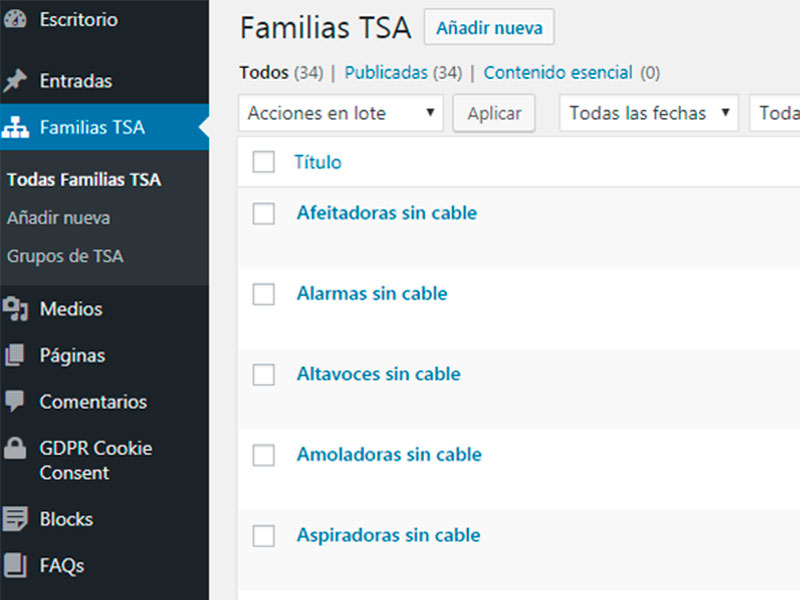 Escritorio
Entradas
Familias TSA
Todas Familias TSA
Añadir nueva
Grupos de TSA
Medios
Páginas
Comentarios
GDPR Cookie
Consent
Blocks
FAQs
Familias TSA Añadir nueva
Todos (34) | Publicadas (34) | Contenido esencial (0)
Acciones en lote Aplicar Todas las fechas Toda
Título
Afeitadoras sin cable
Alarmas sin cable
Altavoces sin cable
Amoladoras sin cable
Aspiradoras sin cable